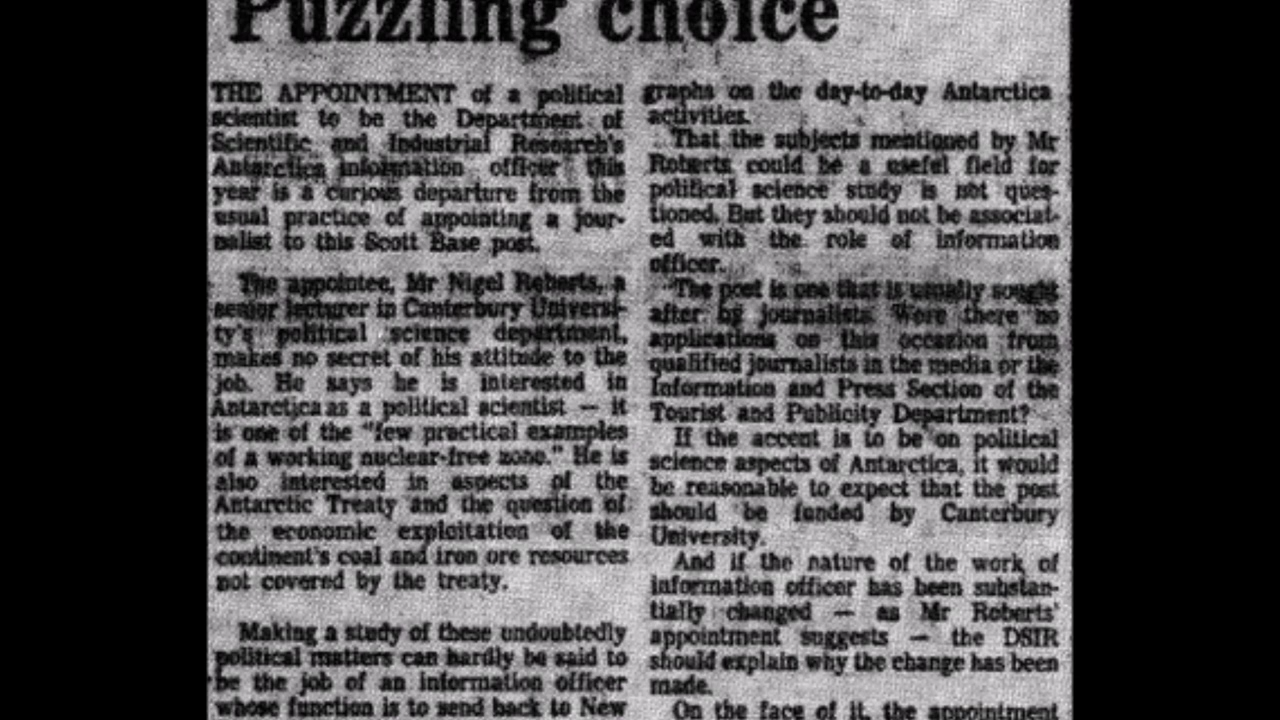 Puzzling choice
THE APPOINTMENT of a political
scientist to be the Department of
Scientific and Industrial Research's
Antarctica information officer this
year is a curious departure from the
usual practice of appointing a jour-
nalist to this Scott Base post.
The appointee, Mr Nigel Roberts, a
senior lecturer in Canterbury Universi-
ty's political science department,
makes no secret of his attitude to the
job. He says he is interested in
Antarctica as a political scientist — it
is one of the "few practical examples
of a working nuclear-free zone." He is
also interested in aspects of the
Antarctic Treaty and the question of
the economic exploitation of the
continent's coal and iron ore resources
not covered by the treaty.
Making a study of these undoubtedly
political matters can hardly be said to
be the job of an information officer
whose function is to send back to New
graphs on the day-to-day Antarctica
activities.
That the subjects mentioned by Mr
Roberts could be a useful field for
political science study is not ques-
tioned. But they should not be associat-
ed with the role of information
officer.
The post is one that is usually sought
after by journalists. Were there no
applications on this occasion from
qualified journalists in the media or the
Information and Press Section of the
Tourist and Publicity Department?
If the accent is to be on political
science aspects of Antarctica, it would
be reasonable to expect that the post
should be funded by Canterbury
University.
And if the nature of the work of
information officer has been substan-
tially changed — as Mr Roberts'
appointment suggests — the DSIR
should explain why the change has been
made.
On the face of it, the appointment